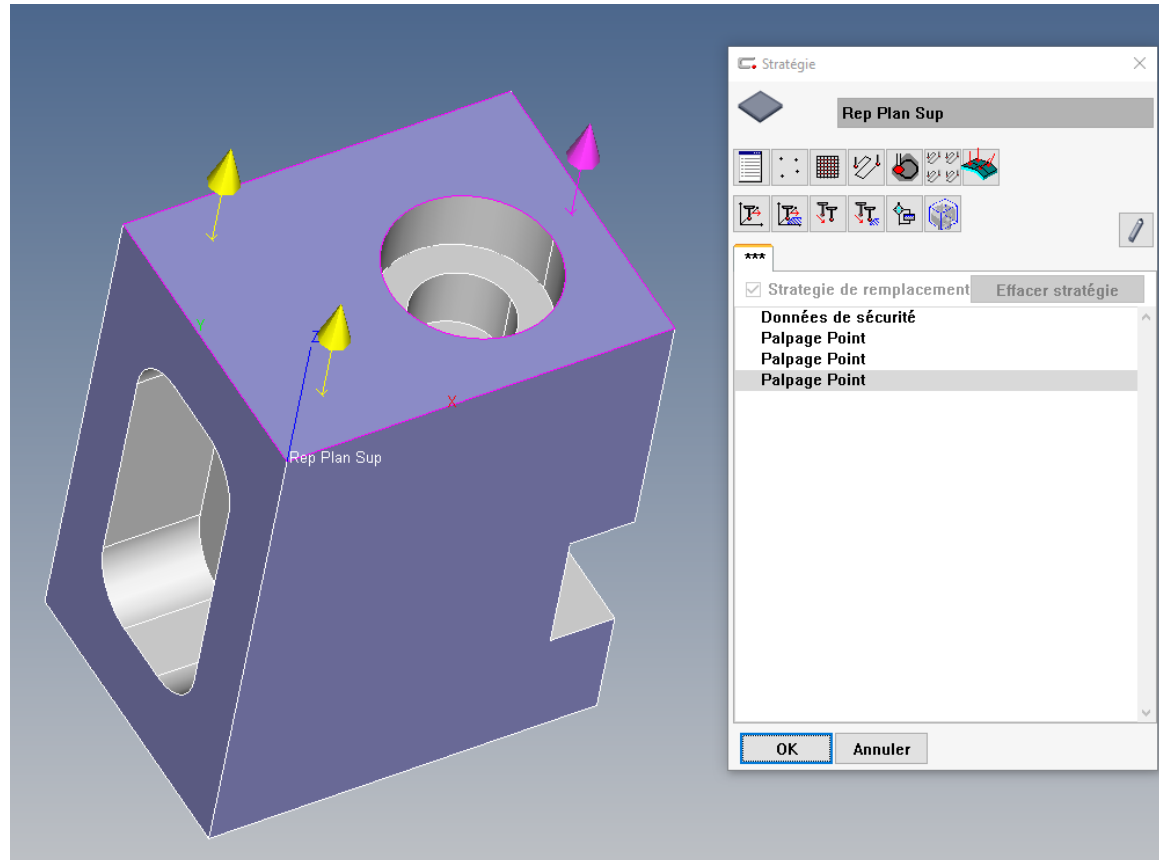 Stratégie
Rep Plan Sup
***
Strategie de remplacement
Effacer stratégie
Données de sécurité
Palpage Point
Palpage Point
Palpage Point
OK
Annuler
Y
Z
X
Rep Plan Sup